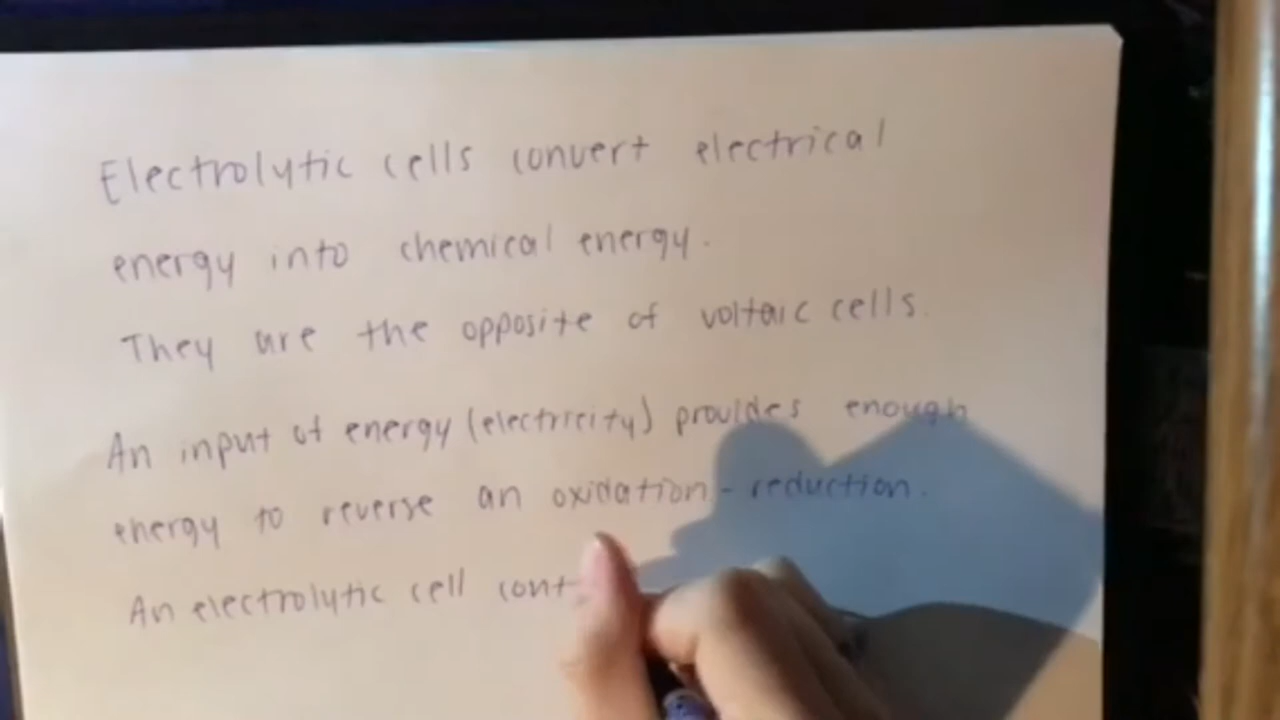 Electrolytic cells convert electrical
energy into chemical energy.
They are the opposite of voltaic cells.
An input of energy (electricity) provides enough
energy to reverse an oxidation-reduction.
An electrolytic cell cont